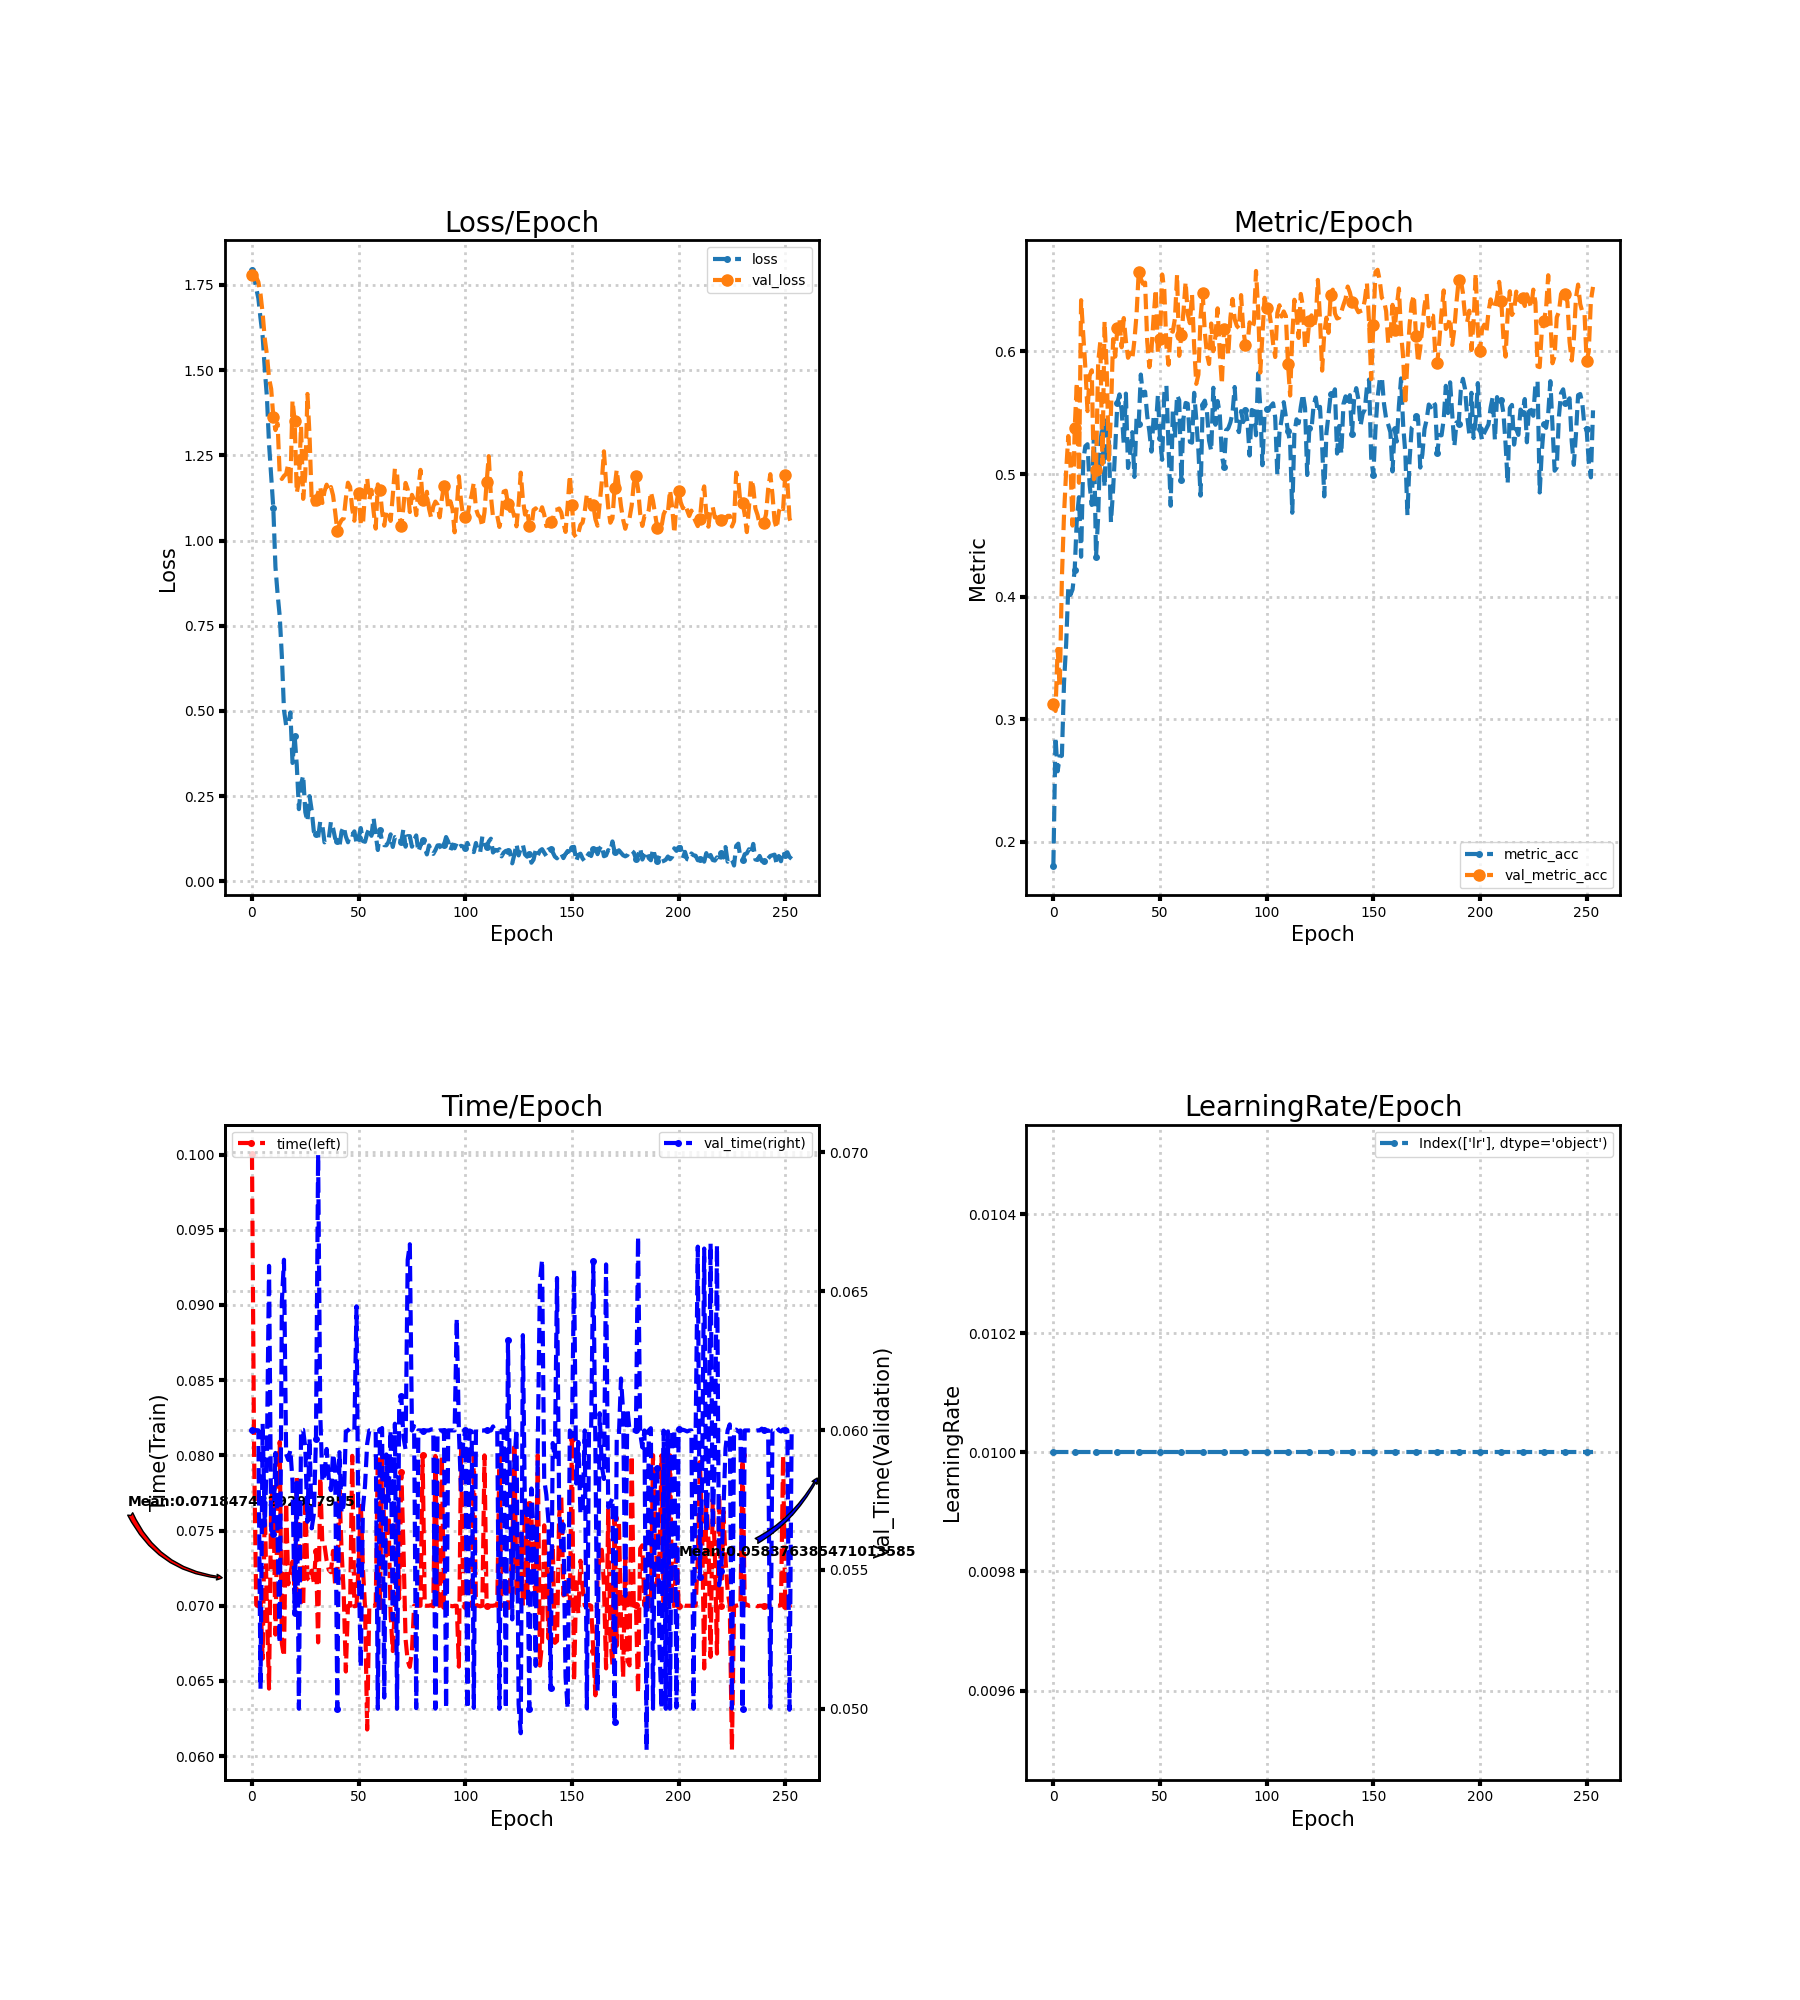 Loss/Epoch
loss
val_loss
1.75
1.50
1.25
1.00
0.75
0.50
0.25
0.00
Loss
0
50
100
150
200
250
Epoch
Metric/Epoch
0.6
0.5
0.4
0.3
0.2
Metric
metric_acc
val_metric_acc
0
50
100
150
200
250
Epoch
Time/Epoch
time(left)
val_time(right)
0.100
0.095
0.090
0.085
0.080
0.075
0.070
0.065
0.060
Time(Train)
0.070
0.065
0.060
0.055
0.050
Val_Time(Validation)
Mean:0.058376385471013585
0
50
100
150
200
250
Epoch
LearningRate/Epoch
Index(['lr'], dtype='object')
0.0104
0.0102
0.0100
0.0098
0.0096
LearningRate
0
50
100
150
200
250
Epoch